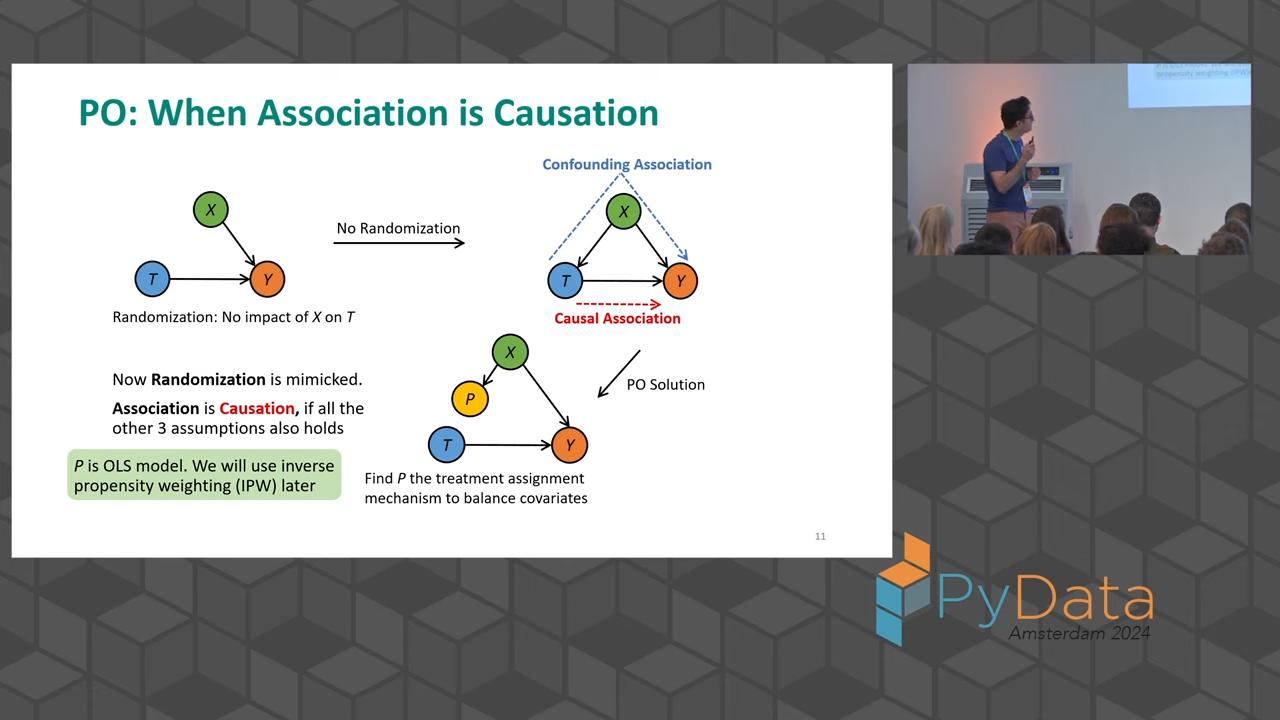 PO: When Association is Causation
Confounding Association
X
X
No Randomization
T
Y
T
Y
Randomization: No impact of X on T
Causal Association
X
PO Solution
Now Randomization is mimicked.
P
Association is Causation, if all the
other 3 assumptions also holds
T
Y
P is OLS model. We will use inverse
propensity weighting (IPW) later
Find P the treatment assignment
mechanism to balance covariates
11
PyData
Amsterdam 2024
propensity weighting (IPW)